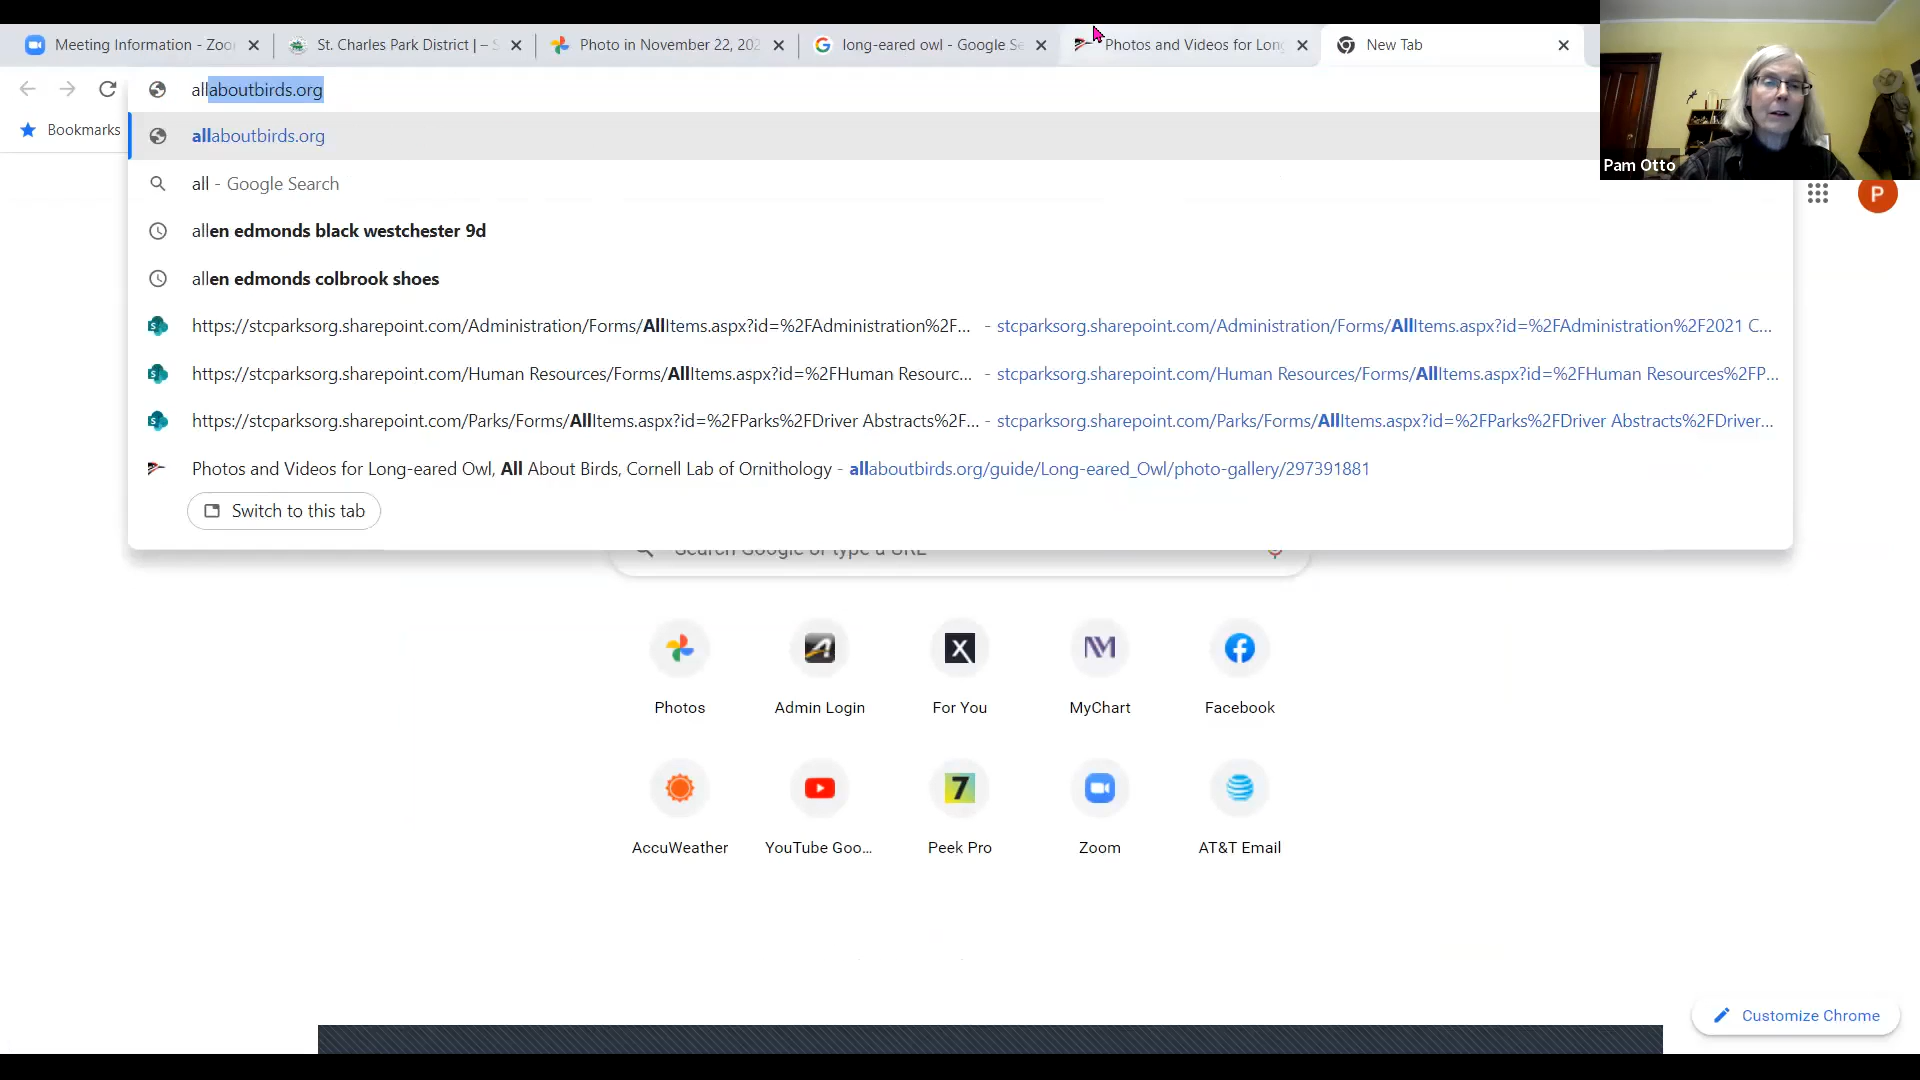 Meeting Information - Zoo
St. Charles Park District | – S
Photo in November 22, 202
long-eared owl - Google Se
Photos and Videos for Long
New Tab
allaboutbirds.org
Bookmarks
allaboutbirds.org
all - Google Search
allen edmonds black westchester 9d
allen edmonds colbrook shoes
https://stcparksorg.sharepoint.com/Administration/Forms/AllItems.aspx?id=%2FAdministration%2F... - stcparksorg.sharepoint.com/Administration/Forms/AllItems.aspx?id=%2FAdministration%2F2021 C...
https://stcparksorg.sharepoint.com/Human Resources/Forms/AllItems.aspx?id=%2FHuman Resourc... - stcparksorg.sharepoint.com/Human Resources/Forms/AllItems.aspx?id=%2FHuman Resources%2FP...
https://stcparksorg.sharepoint.com/Parks/Forms/AllItems.aspx?id=%2FParks%2FDriver Abstracts%2F... - stcparksorg.sharepoint.com/Parks/Forms/AllItems.aspx?id=%2FParks%2FDriver Abstracts%2FDriver...
Photos and Videos for Long-eared Owl, All About Birds, Cornell Lab of Ornithology - allaboutbirds.org/guide/Long-eared_Owl/photo-gallery/297391881
Switch to this tab
Search Google or type a URL
Pam Otto
P
Photos
Admin Login
For You
MyChart
Facebook
7
AccuWeather
YouTube Goo...
Peek Pro
Zoom
AT&T Email
Customize Chrome